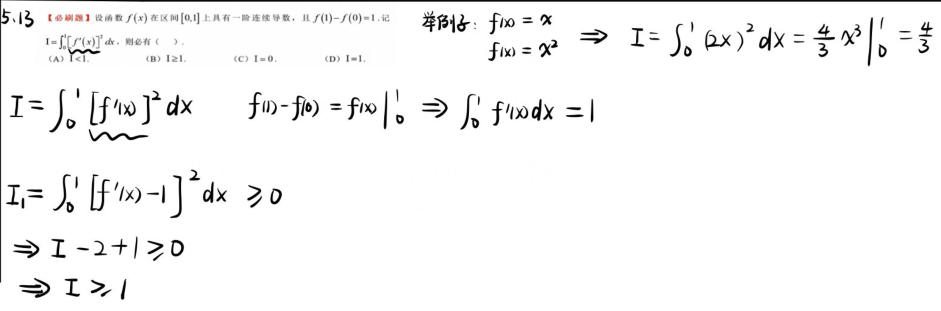 5.13 【必刷题】设函数 f(x) 在区间 [0,1] 上具有一阶连续导数，且 f(1)−f(0)=1. 记
I=∫₀¹[f′(x)]²dx，则必有（ ）.
(A) I<1. (B) I≥1. (C) I=0. (D) I=1.
举例子: f(x) = x
f(x) = x² ⇒ I = ∫₀¹ (2x)² dx = 4/3 x³ |₀¹ = 4/3
I = ∫₀¹ [f′(x)]² dx f(1)-f(0) = f(x) |₀¹ ⇒ ∫₀¹ f′(x)dx = 1
I₁ = ∫₀¹ [f′(x)-1]² dx ≥ 0
⇒ I - 2 + 1 ≥ 0
⇒ I ≥ 1